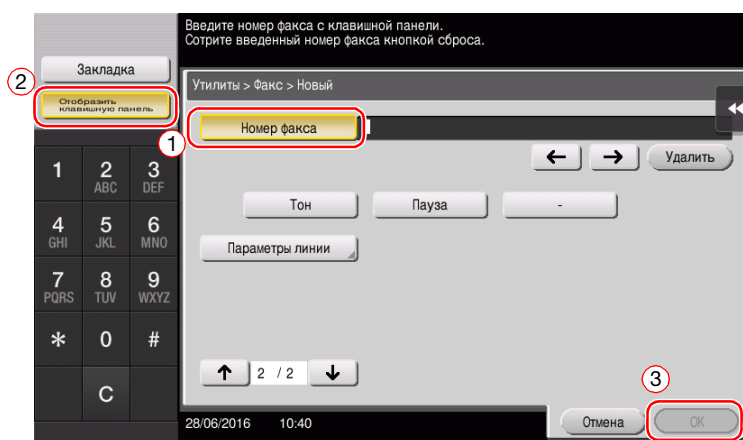 Введите номер факса с клавишной панели.
Сотрите введенный номер факса кнопкой сброса.
Закладка
2
Отобразить
клавишную панель
Утилиты > Факс > Новый
1
Номер факса
← → Удалить
1 2 3
ABC DEF
Тон Пауза -
4 5 6
GHI JKL MNO
Параметры линии
7 8 9
PQRS TUV WXYZ
* 0 #
↑ 2 / 2 ↓
3
C
28/06/2016 10:40
Отмена OK